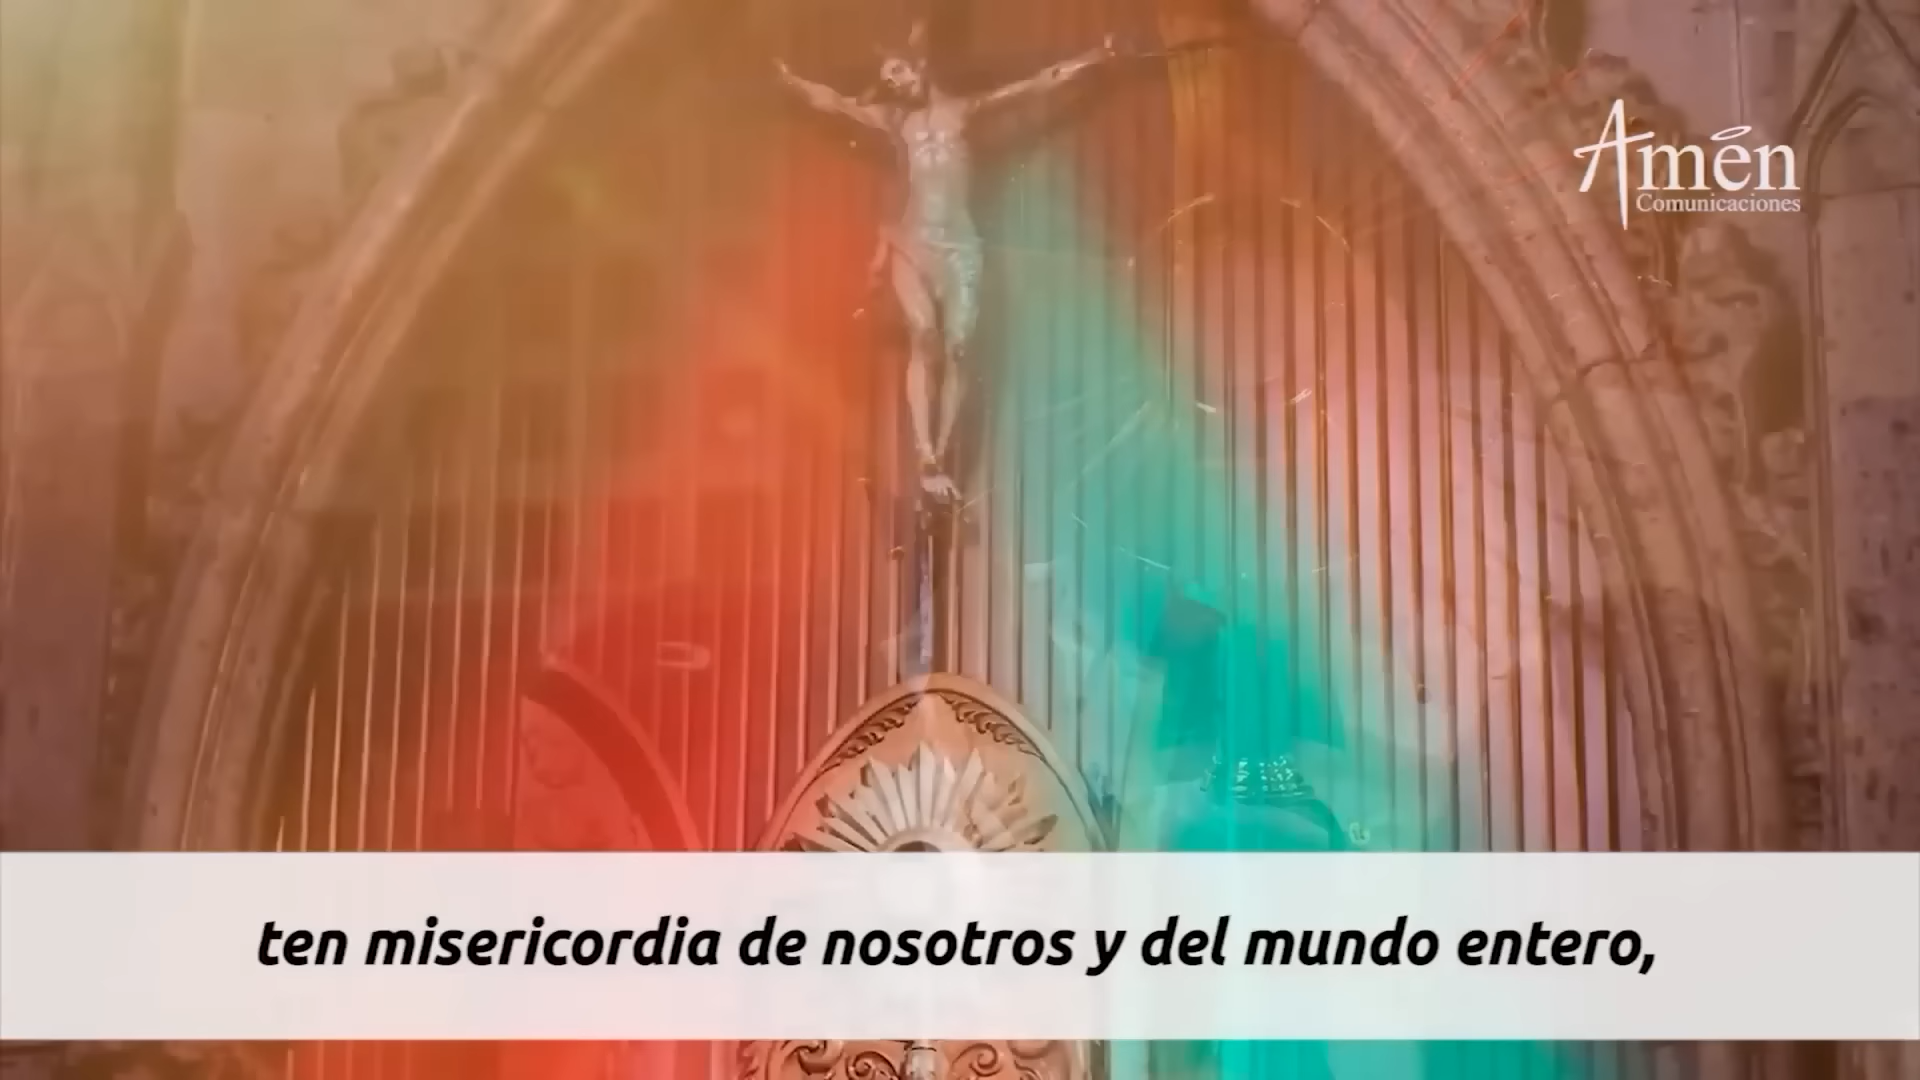 Amén
Comunicaciones
ten misericordia de nosotros y del mundo entero,